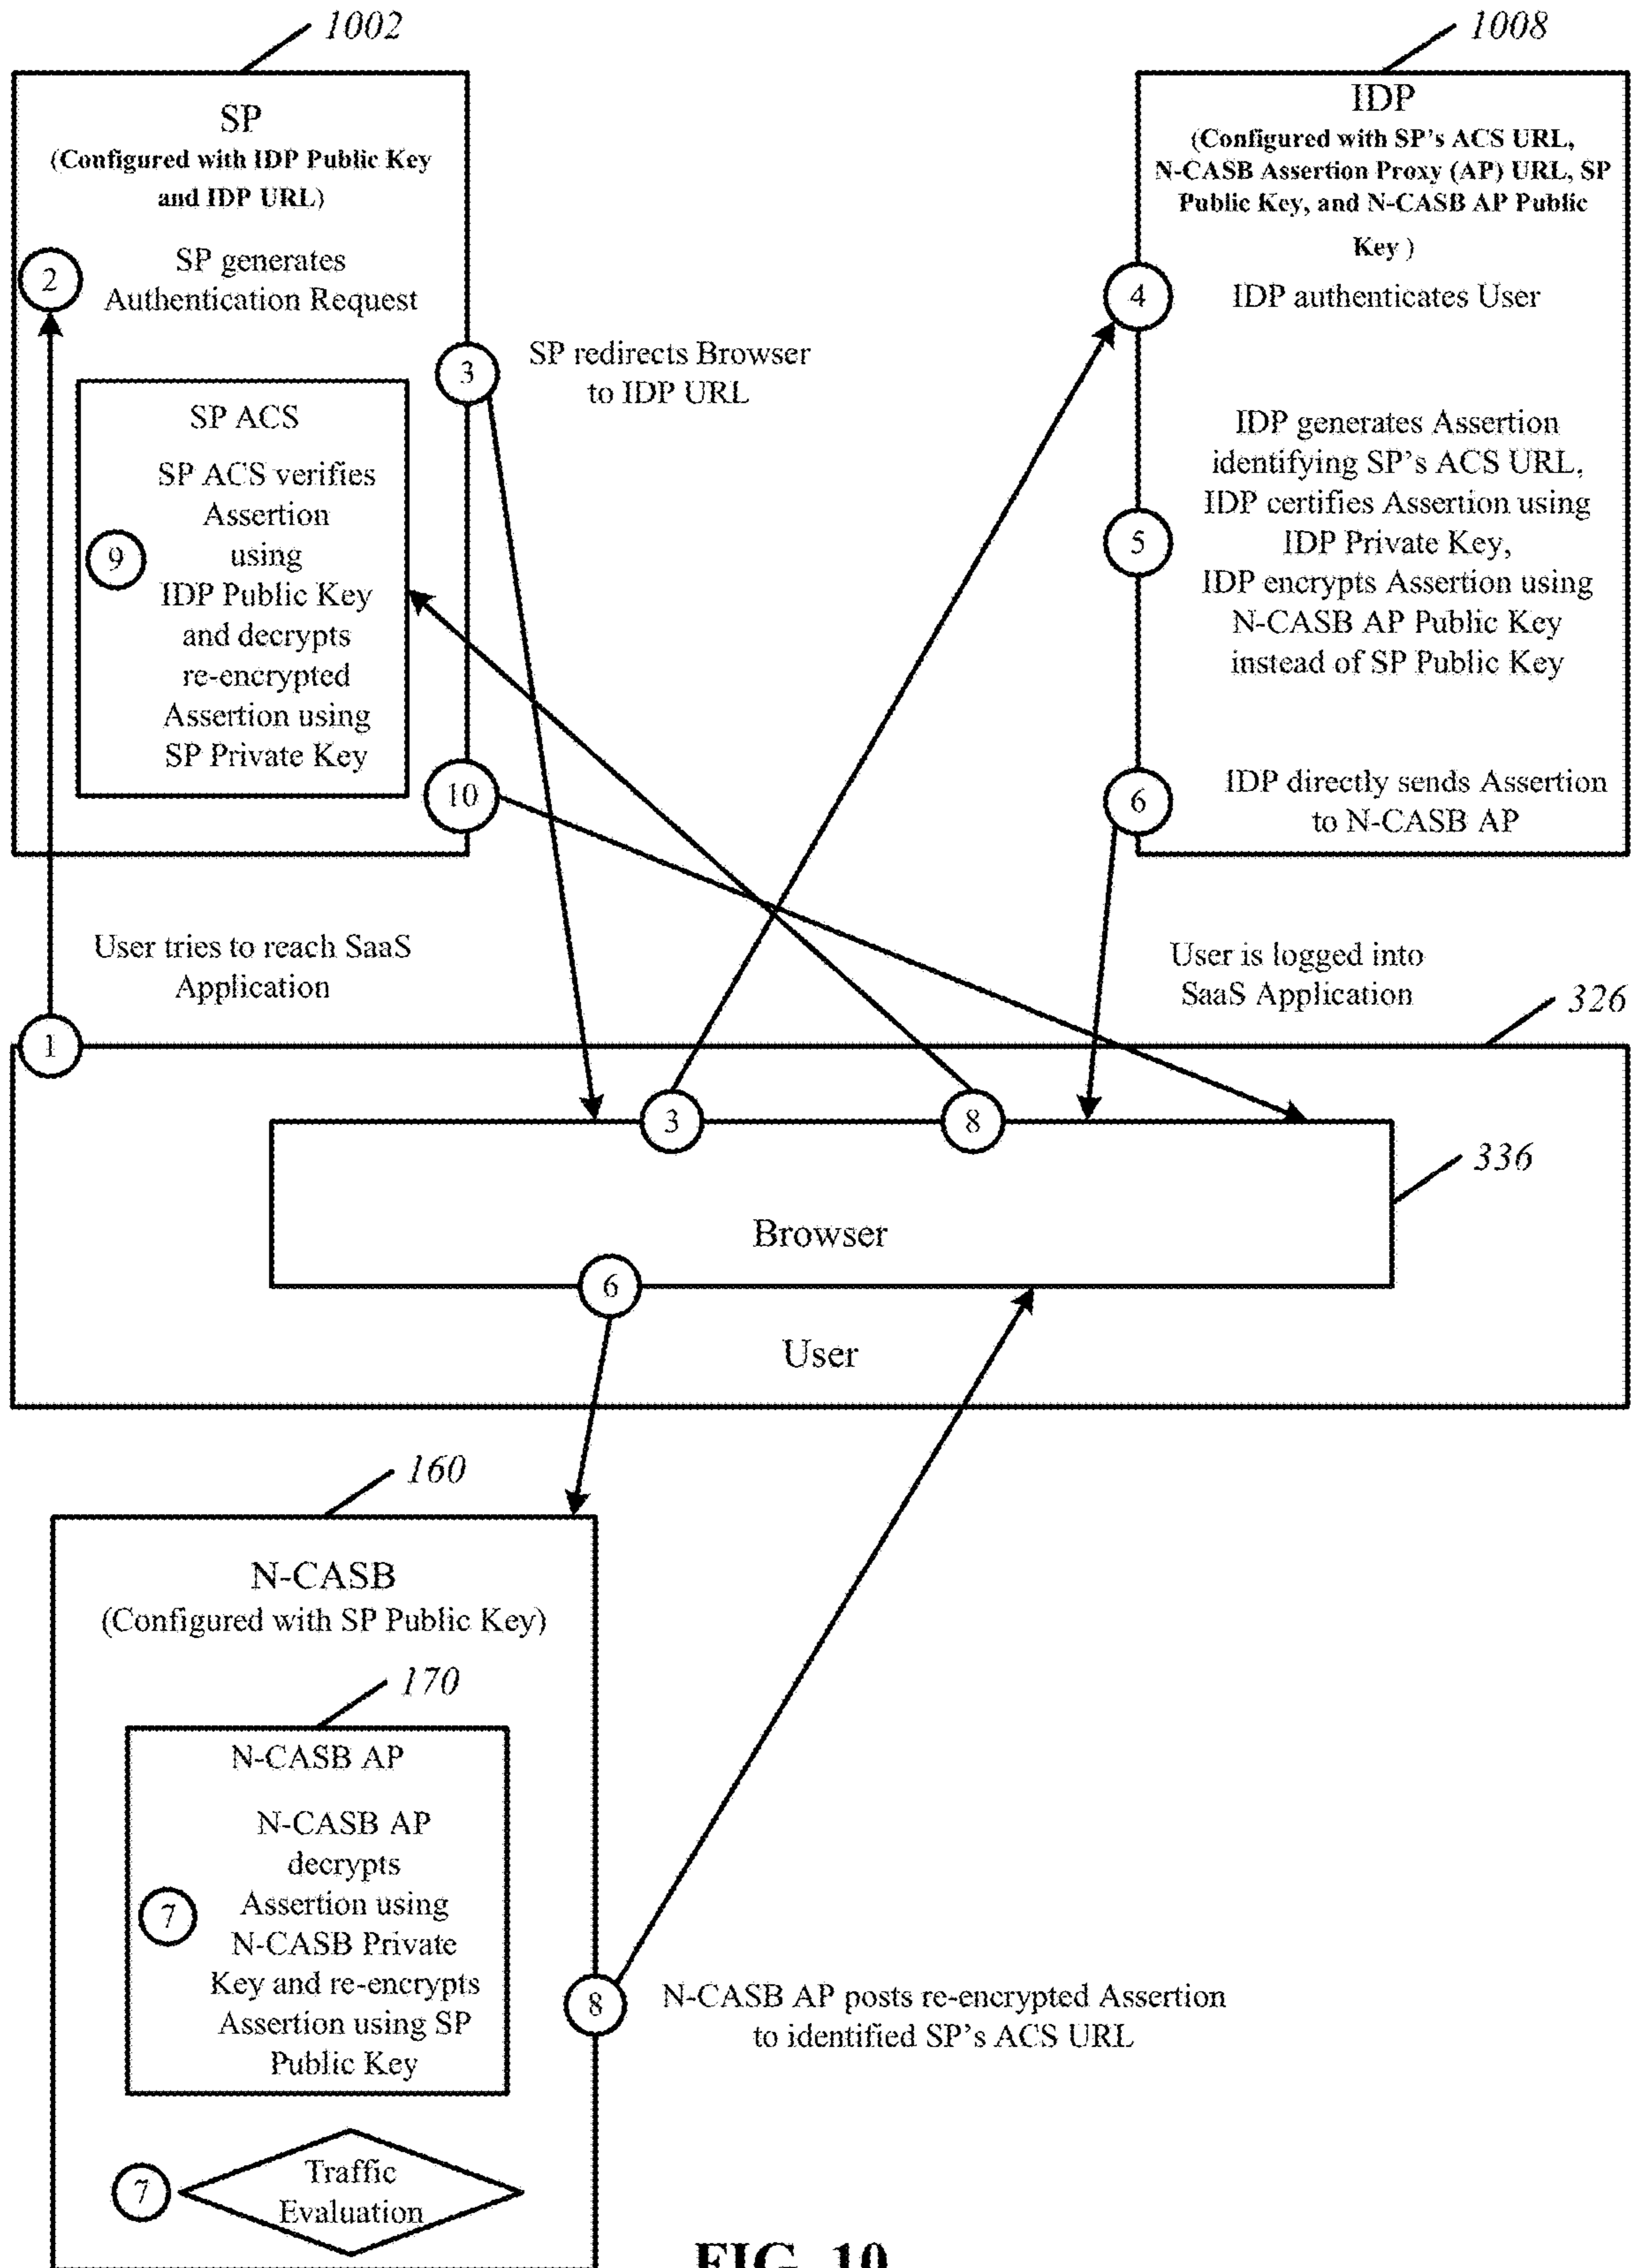 1002
1008
SP
(Configured with IDP Public Key
and IDP URL)
2
SP generates
Authentication Request
3
SP redirects Browser
to IDP URL
SP ACS
SP ACS verifies
Assertion
using
IDP Public Key
and decrypts
re-encrypted
Assertion using
SP Private Key
9
10
IDP
(Configured with SP's ACS URL,
N-CASB Assertion Proxy (AP) URL, SP
Public Key, and N-CASB AP Public
Key )
4
IDP authenticates User
IDP generates Assertion
identifying SP's ACS URL,
IDP certifies Assertion using
IDP Private Key,
IDP encrypts Assertion using
N-CASB AP Public Key
instead of SP Public Key
5
6
IDP directly sends Assertion
to N-CASB AP
User tries to reach SaaS
Application
User is logged into
SaaS Application
326
1
3
8
336
Browser
6
User
160
N-CASB
(Configured with SP Public Key)
170
N-CASB AP
N-CASB AP
decrypts
Assertion using
N-CASB Private
Key and re-encrypts
Assertion using SP
Public Key
7
8
N-CASB AP posts re-encrypted Assertion
to identified SP's ACS URL
7
Traffic
Evaluation
FIG. 10